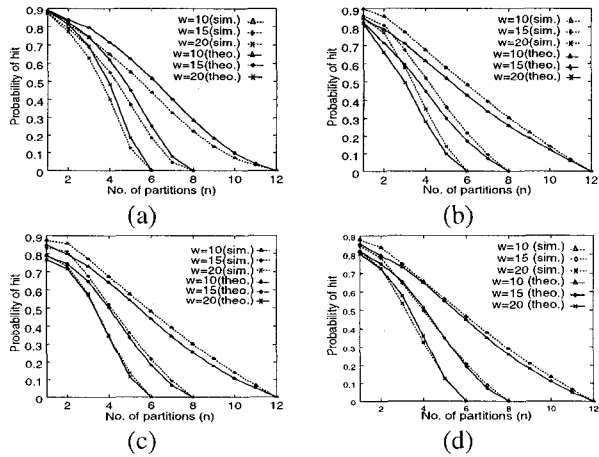 0.9
0.8
0.7
0.6
0.5
0.4
0.3
0.2
0.1
0
Probability of hit
w=10(sim.)
w=15(sim.)
w=20(sim.)
w=10(theo.)
w=15(theo.)
w=20(theo.)
2 4 6 8 10 12
No. of partitions (n)
(a)
0.9
0.8
0.7
0.6
0.5
0.4
0.3
0.2
0.1
0
Probability of hit
w=10(sim.)
w=15(sim.)
w=20(sim.)
w=10(theo.)
w=15(theo.)
w=20(theo.)
2 4 6 8 10 12
No. of partitions (n)
(b)
0.9
0.8
0.7
0.6
0.5
0.4
0.3
0.2
0.1
0
Probability of hit
w=10(sim.)
w=15(sim.)
w=20(sim.)
w=10(theo.)
w=15(theo.)
w=20(theo.)
2 4 6 8 10 12
No. of partitions (n)
(c)
0.9
0.8
0.7
0.6
0.5
0.4
0.3
0.2
0.1
0
Probability of hit
w=10 (sim.)
w=15 (sim.)
w=20 (sim.)
w=10 (theo.)
w=15 (theo.)
w=20 (theo.)
2 4 6 8 10 12
No. of partitions (n)
(d)